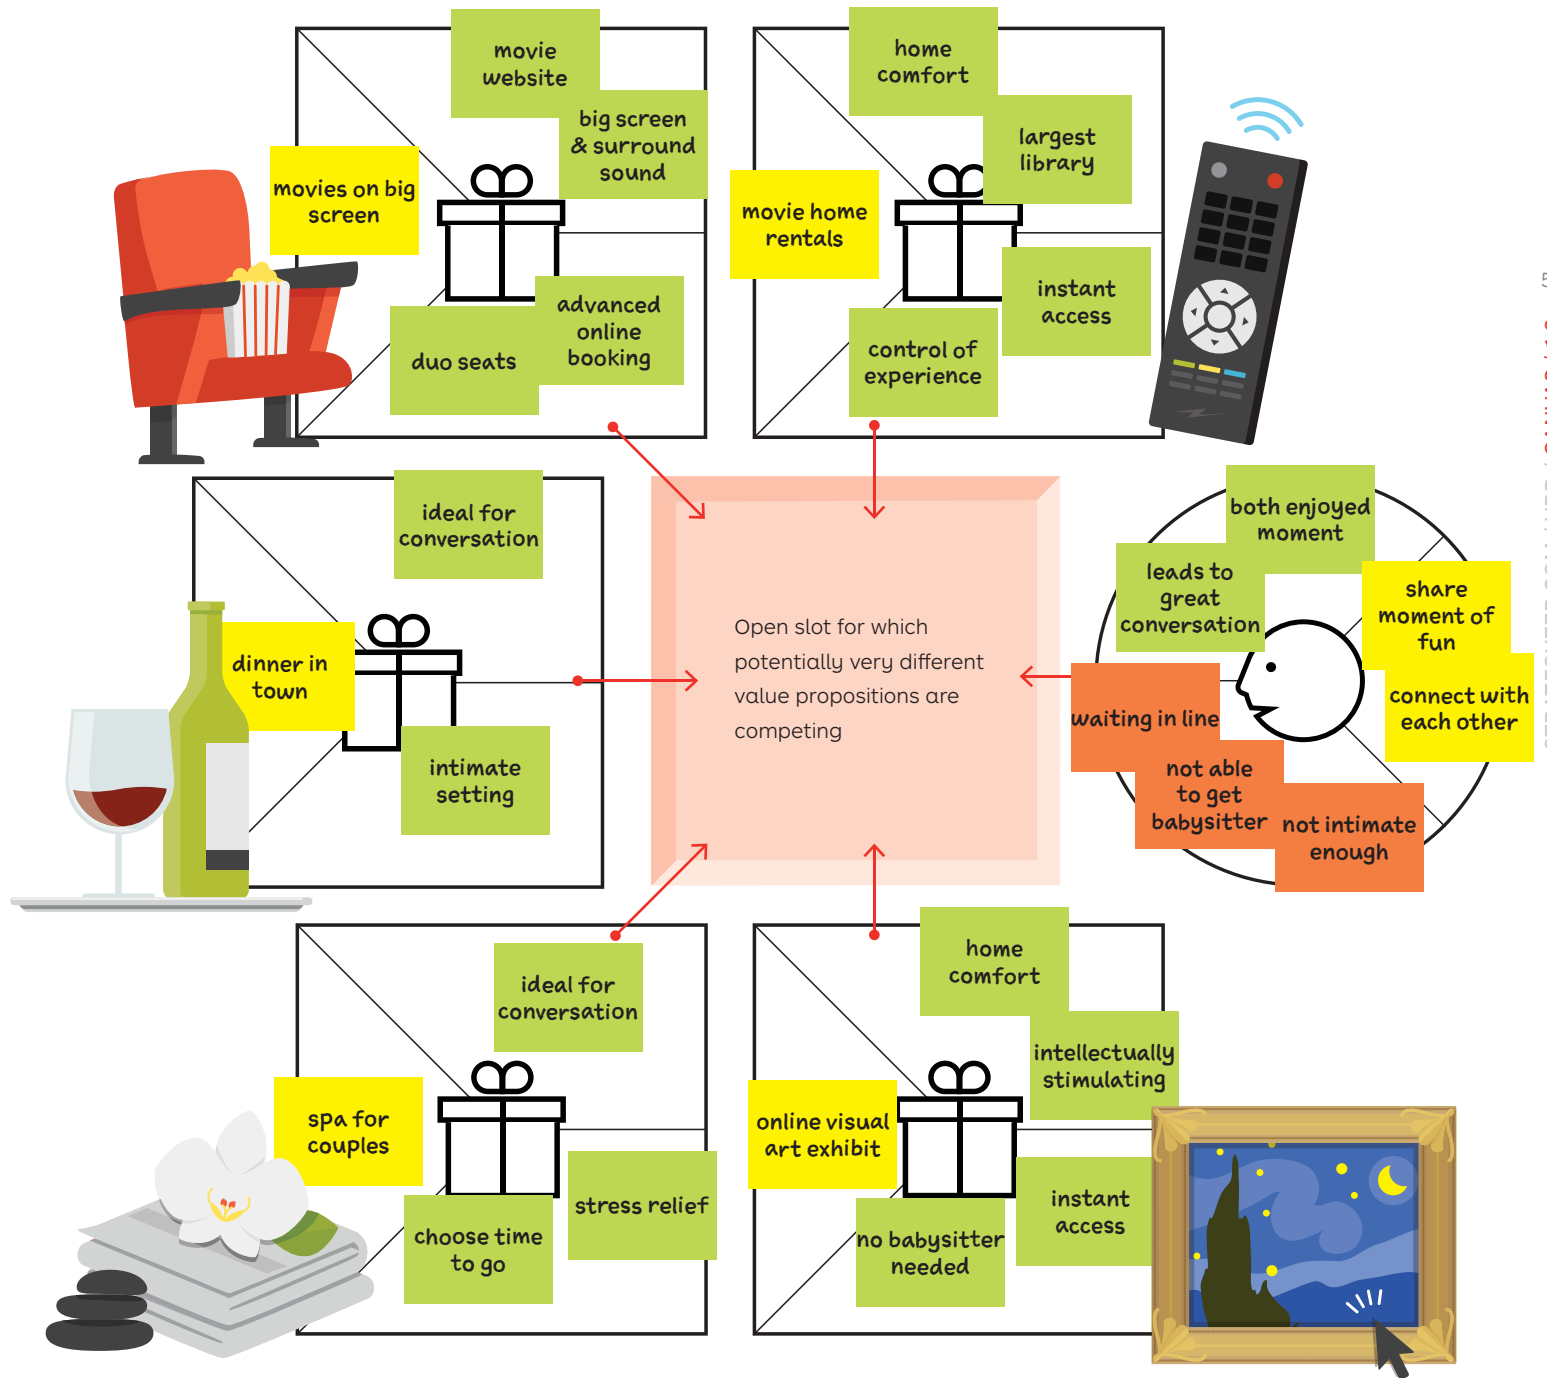 movie
website
big screen
& surround
sound
movies on big
screen
advanced
online
booking
duo seats
home
comfort
largest
library
movie home
rentals
instant
access
control of
experience
ideal for
conversation
dinner in
town
intimate
setting
Open slot for which
potentially very different
value propositions are
competing
both enjoyed
moment
leads to
great
conversation
share
moment of
fun
connect with
each other
waiting in line
not able
to get
babysitter
not intimate
enough
ideal for
conversation
spa for
couples
stress relief
choose time
to go
home
comfort
intellectually
stimulating
online visual
art exhibit
instant
access
no babysitter
needed